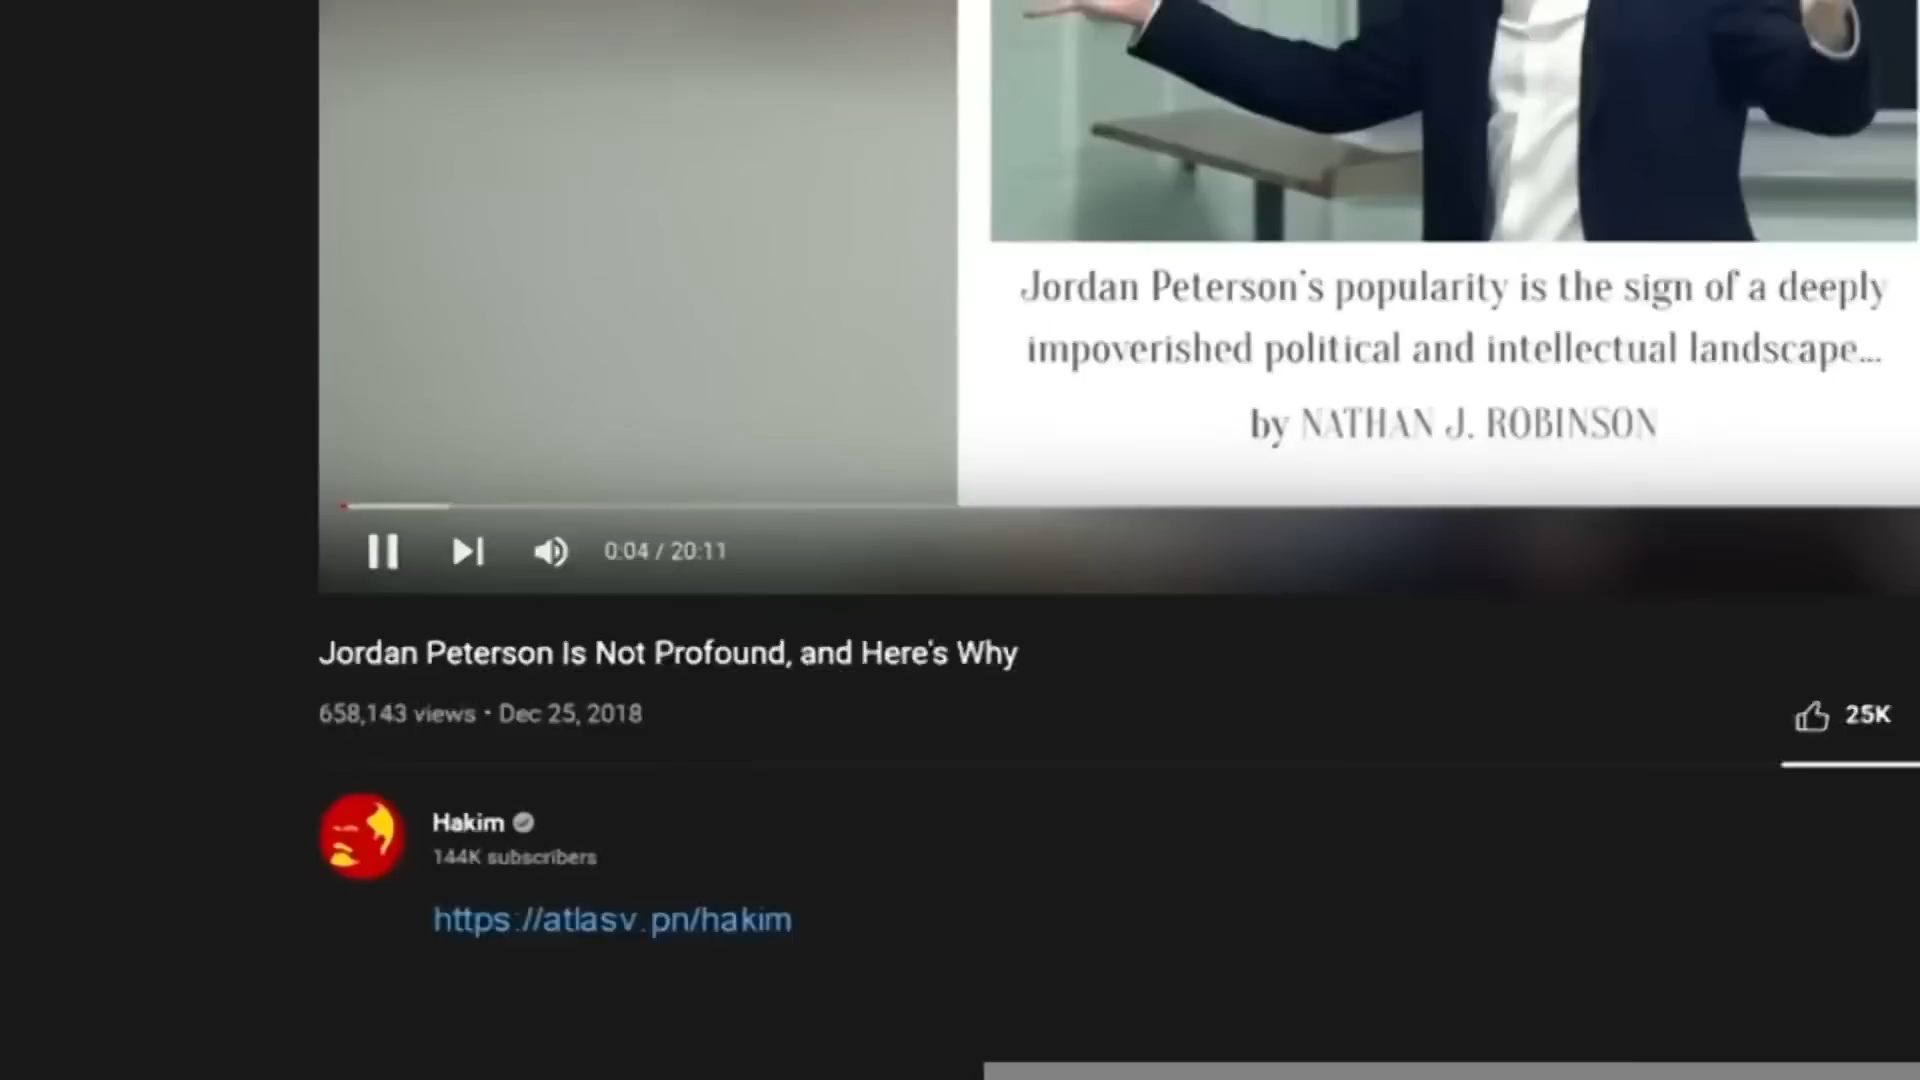 Jordan Peterson's popularity is the sign of a deeply
impoverished political and intellectual landscape...
by NATHAN J. ROBINSON
0:04 / 20:11
Jordan Peterson Is Not Profound, and Here's Why
658,143 views • Dec 25, 2018
25K
Hakim
144K subscribers
https://atlasv.pn/hakim